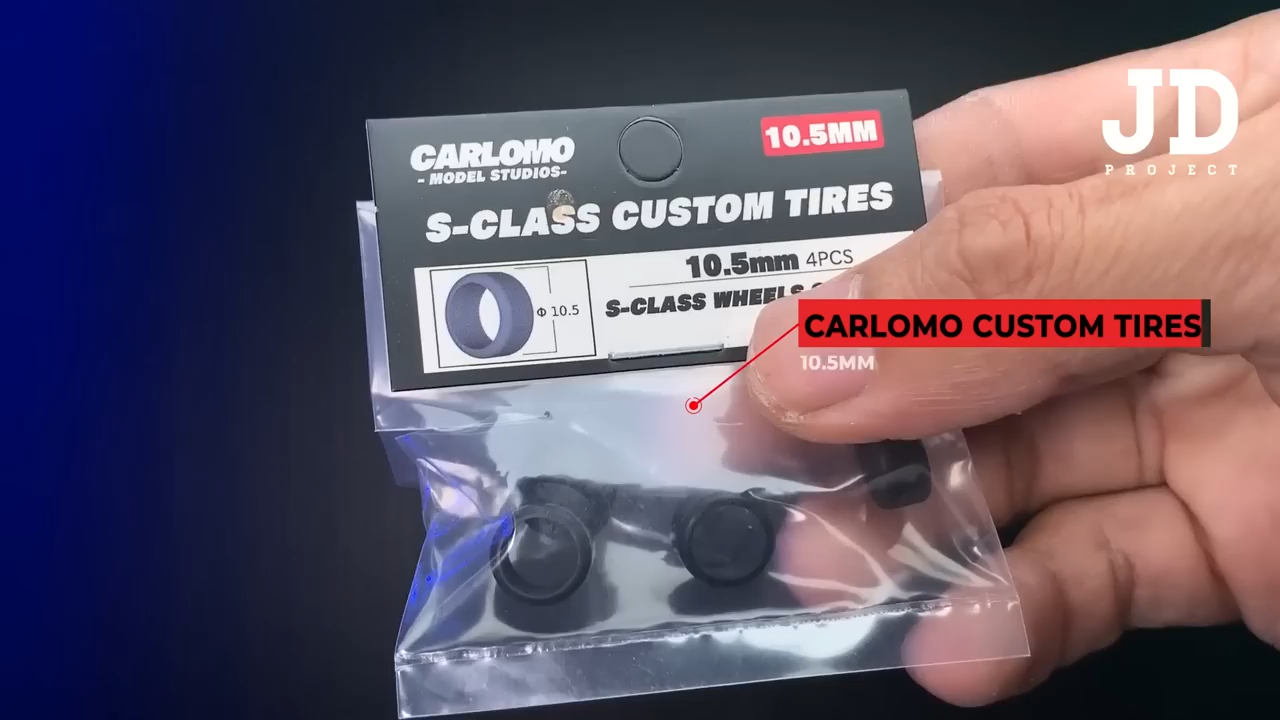 JD
PROJECT
CARLOMO
- MODEL STUDIOS-
10.5MM
S-CLASS CUSTOM TIRES
10.5mm 4PCS
Φ 10.5
S-CLASS WHEELS
CARLOMO CUSTOM TIRES
10.5MM